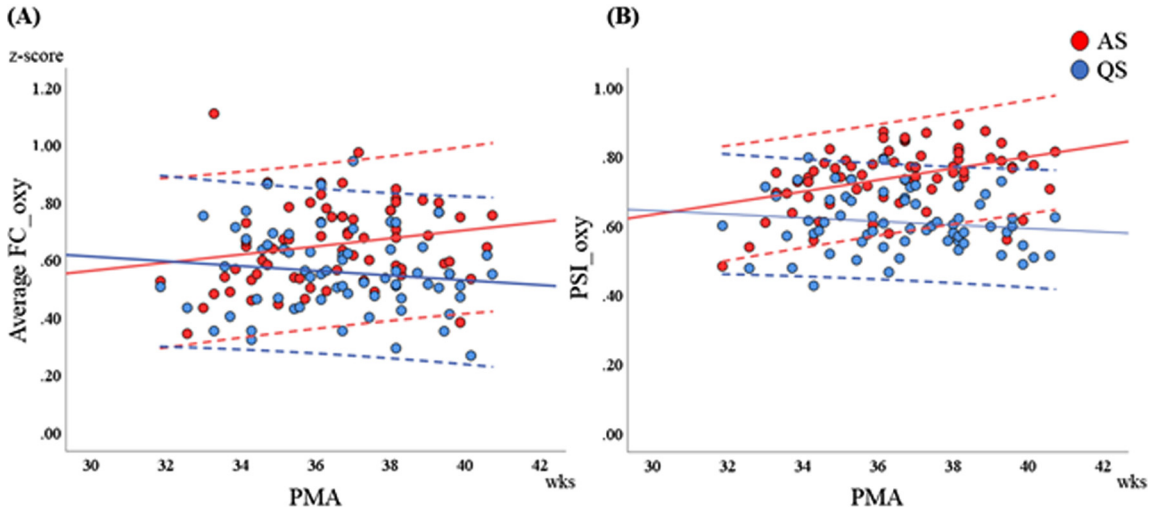 (A)
z-score
Average FC_oxy
1.20
1.00
.80
.60
.40
.20
.00
30 32 34 36 38 40 42
wks
PMA
(B)
AS
QS
PSI_oxy
1.00
.80
.60
.40
.20
.00
30 32 34 36 38 40 42
wks
PMA